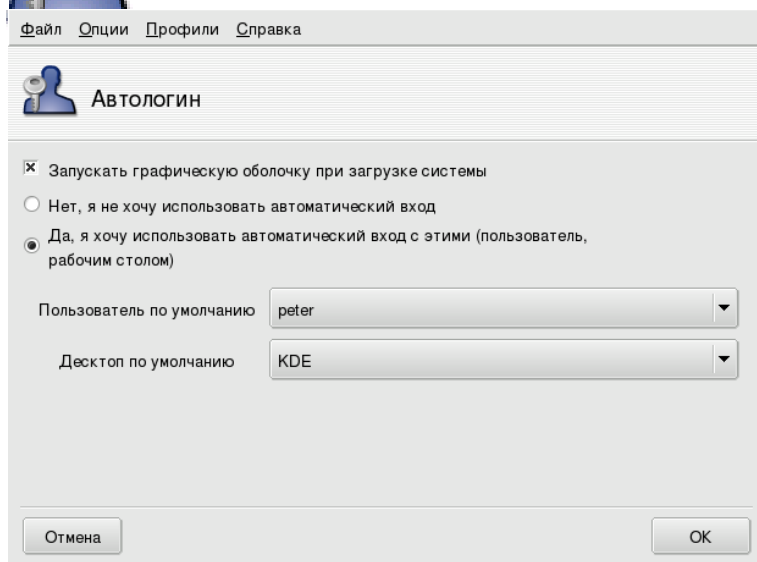 Файл Опции Профили Справка
Автологин
Запускать графическую оболочку при загрузке системы
Нет, я не хочу использовать автоматический вход
Да, я хочу использовать автоматический вход с этими (пользователь,
рабочим столом)
Пользователь по умолчанию peter
Десктоп по умолчанию KDE
Отмена OK